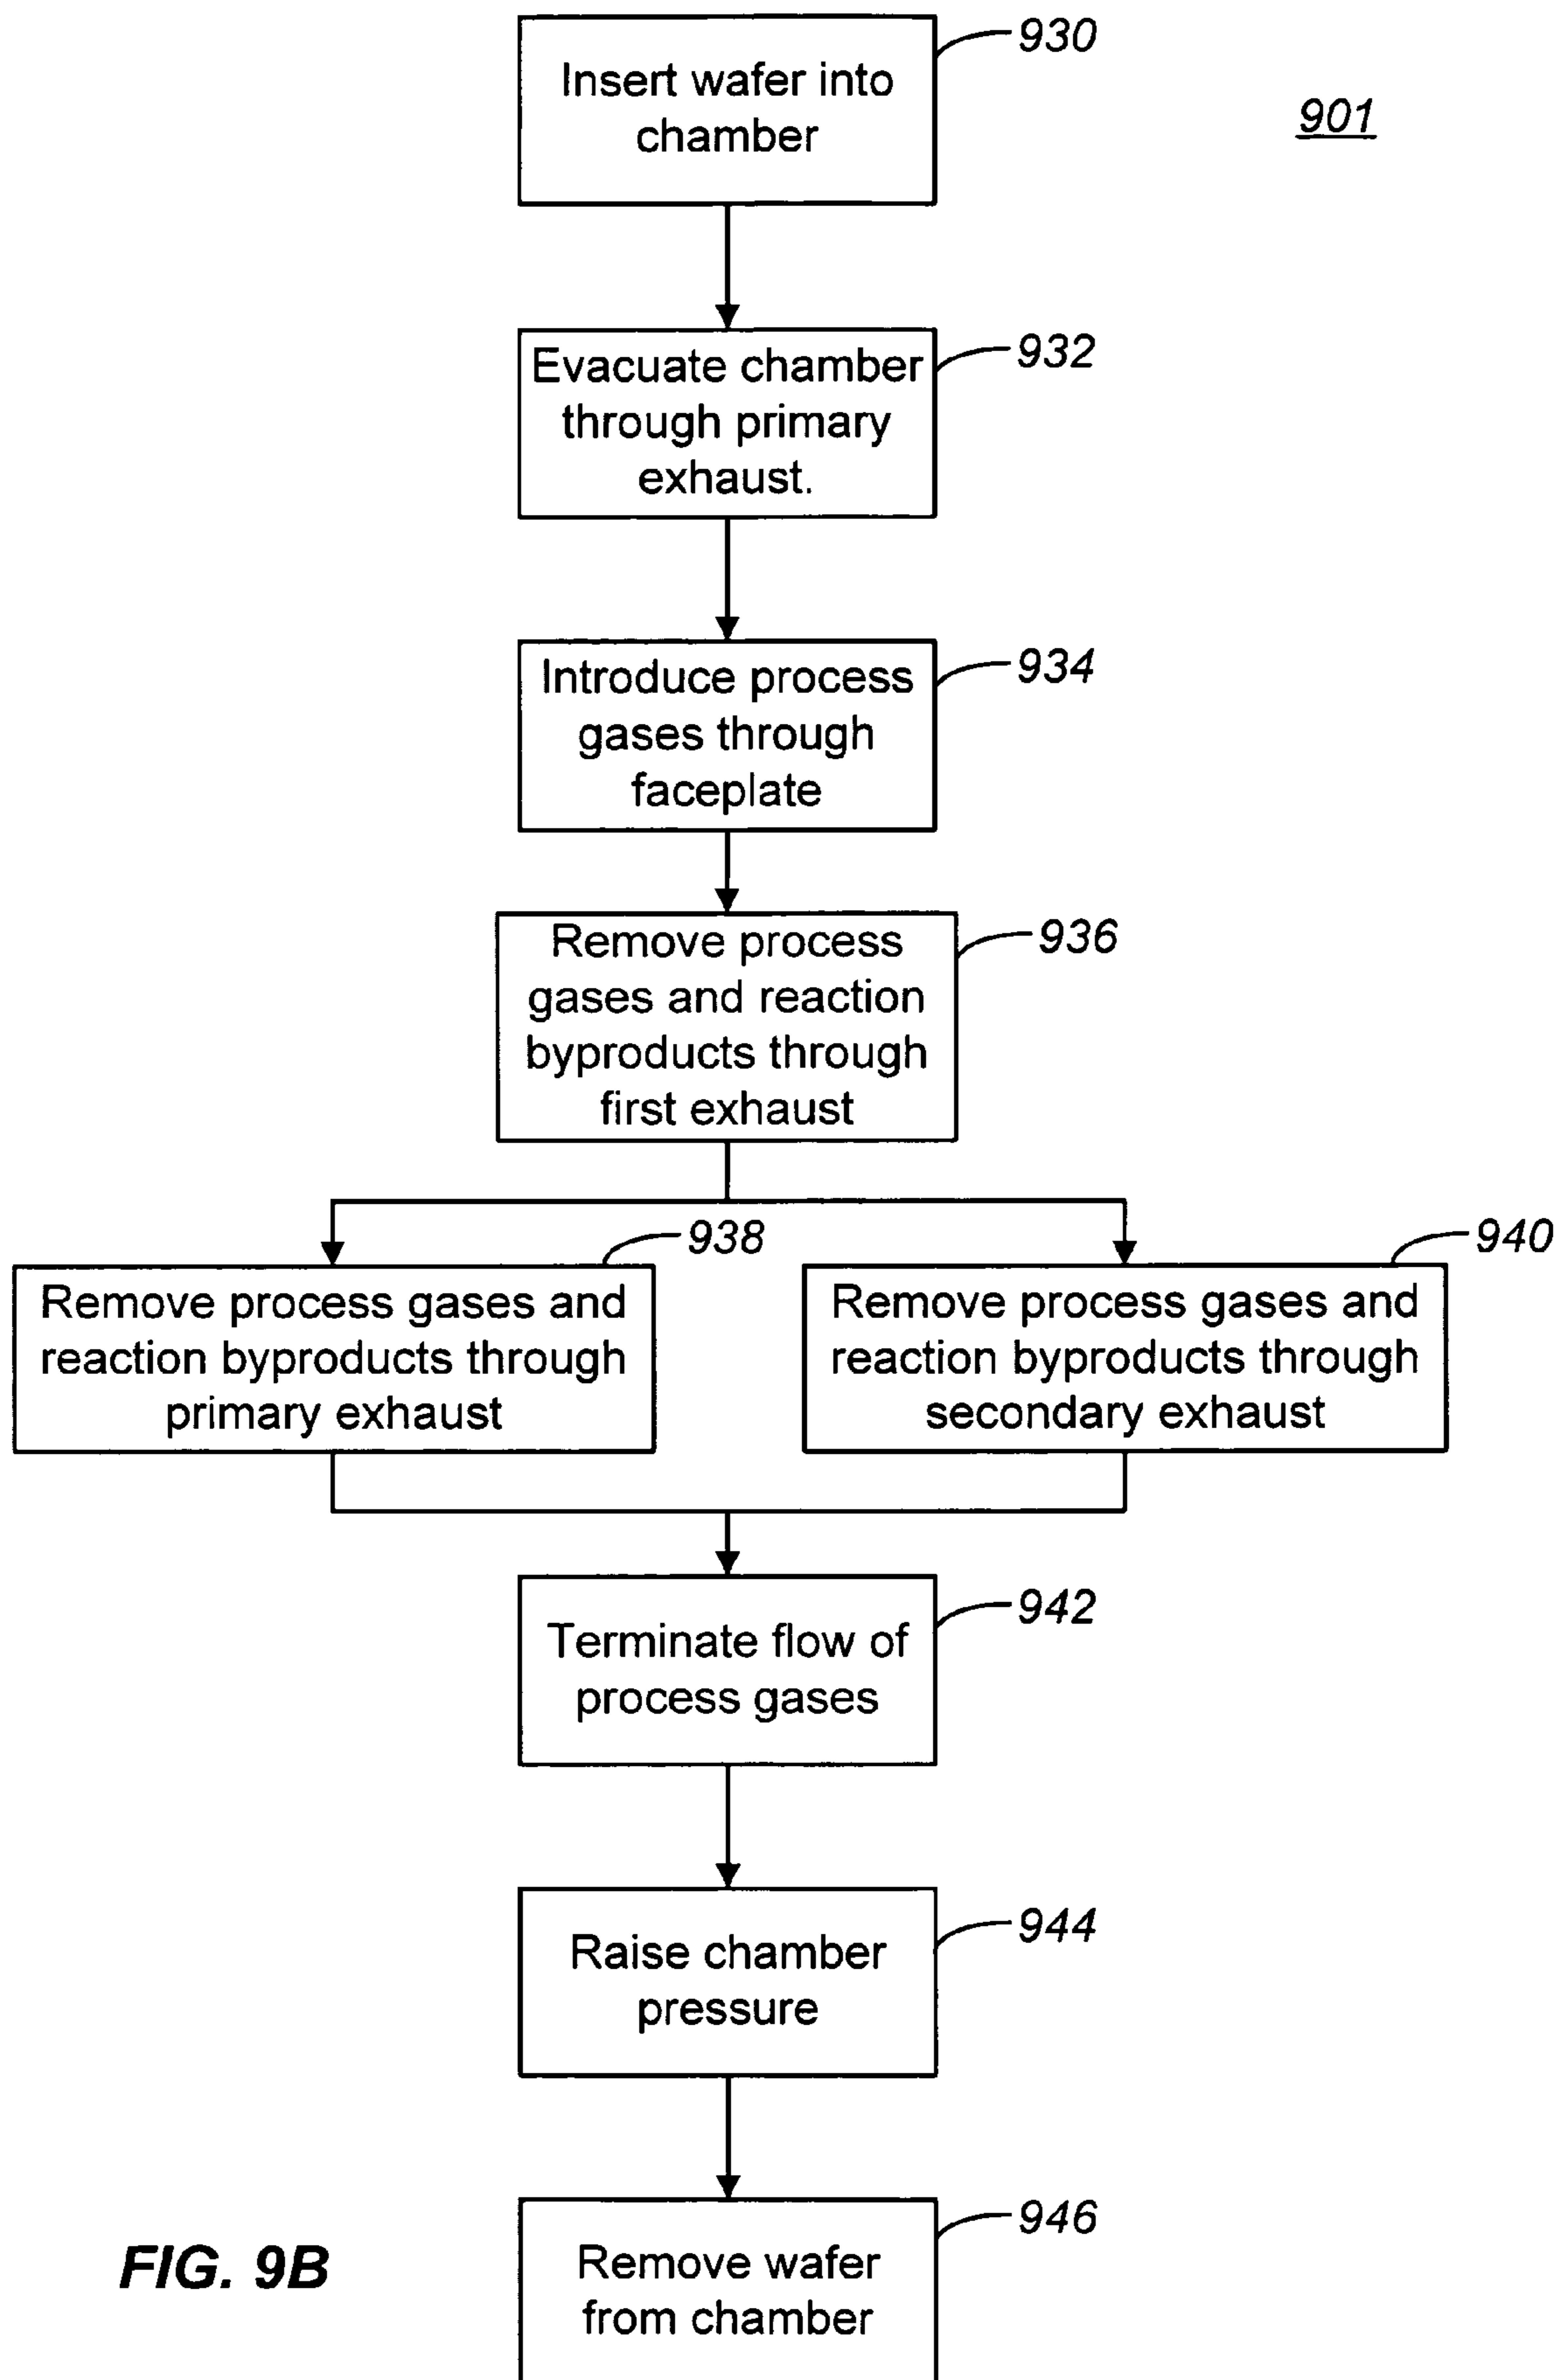 930
Insert wafer into
chamber
901
932
Evacuate chamber
through primary
exhaust.
934
Introduce process
gases through
faceplate
936
Remove process
gases and reaction
byproducts through
first exhaust
938
Remove process gases and
reaction byproducts through
primary exhaust
940
Remove process gases and
reaction byproducts through
secondary exhaust
942
Terminate flow of
process gases
944
Raise chamber
pressure
946
Remove wafer
from chamber
FIG. 9B